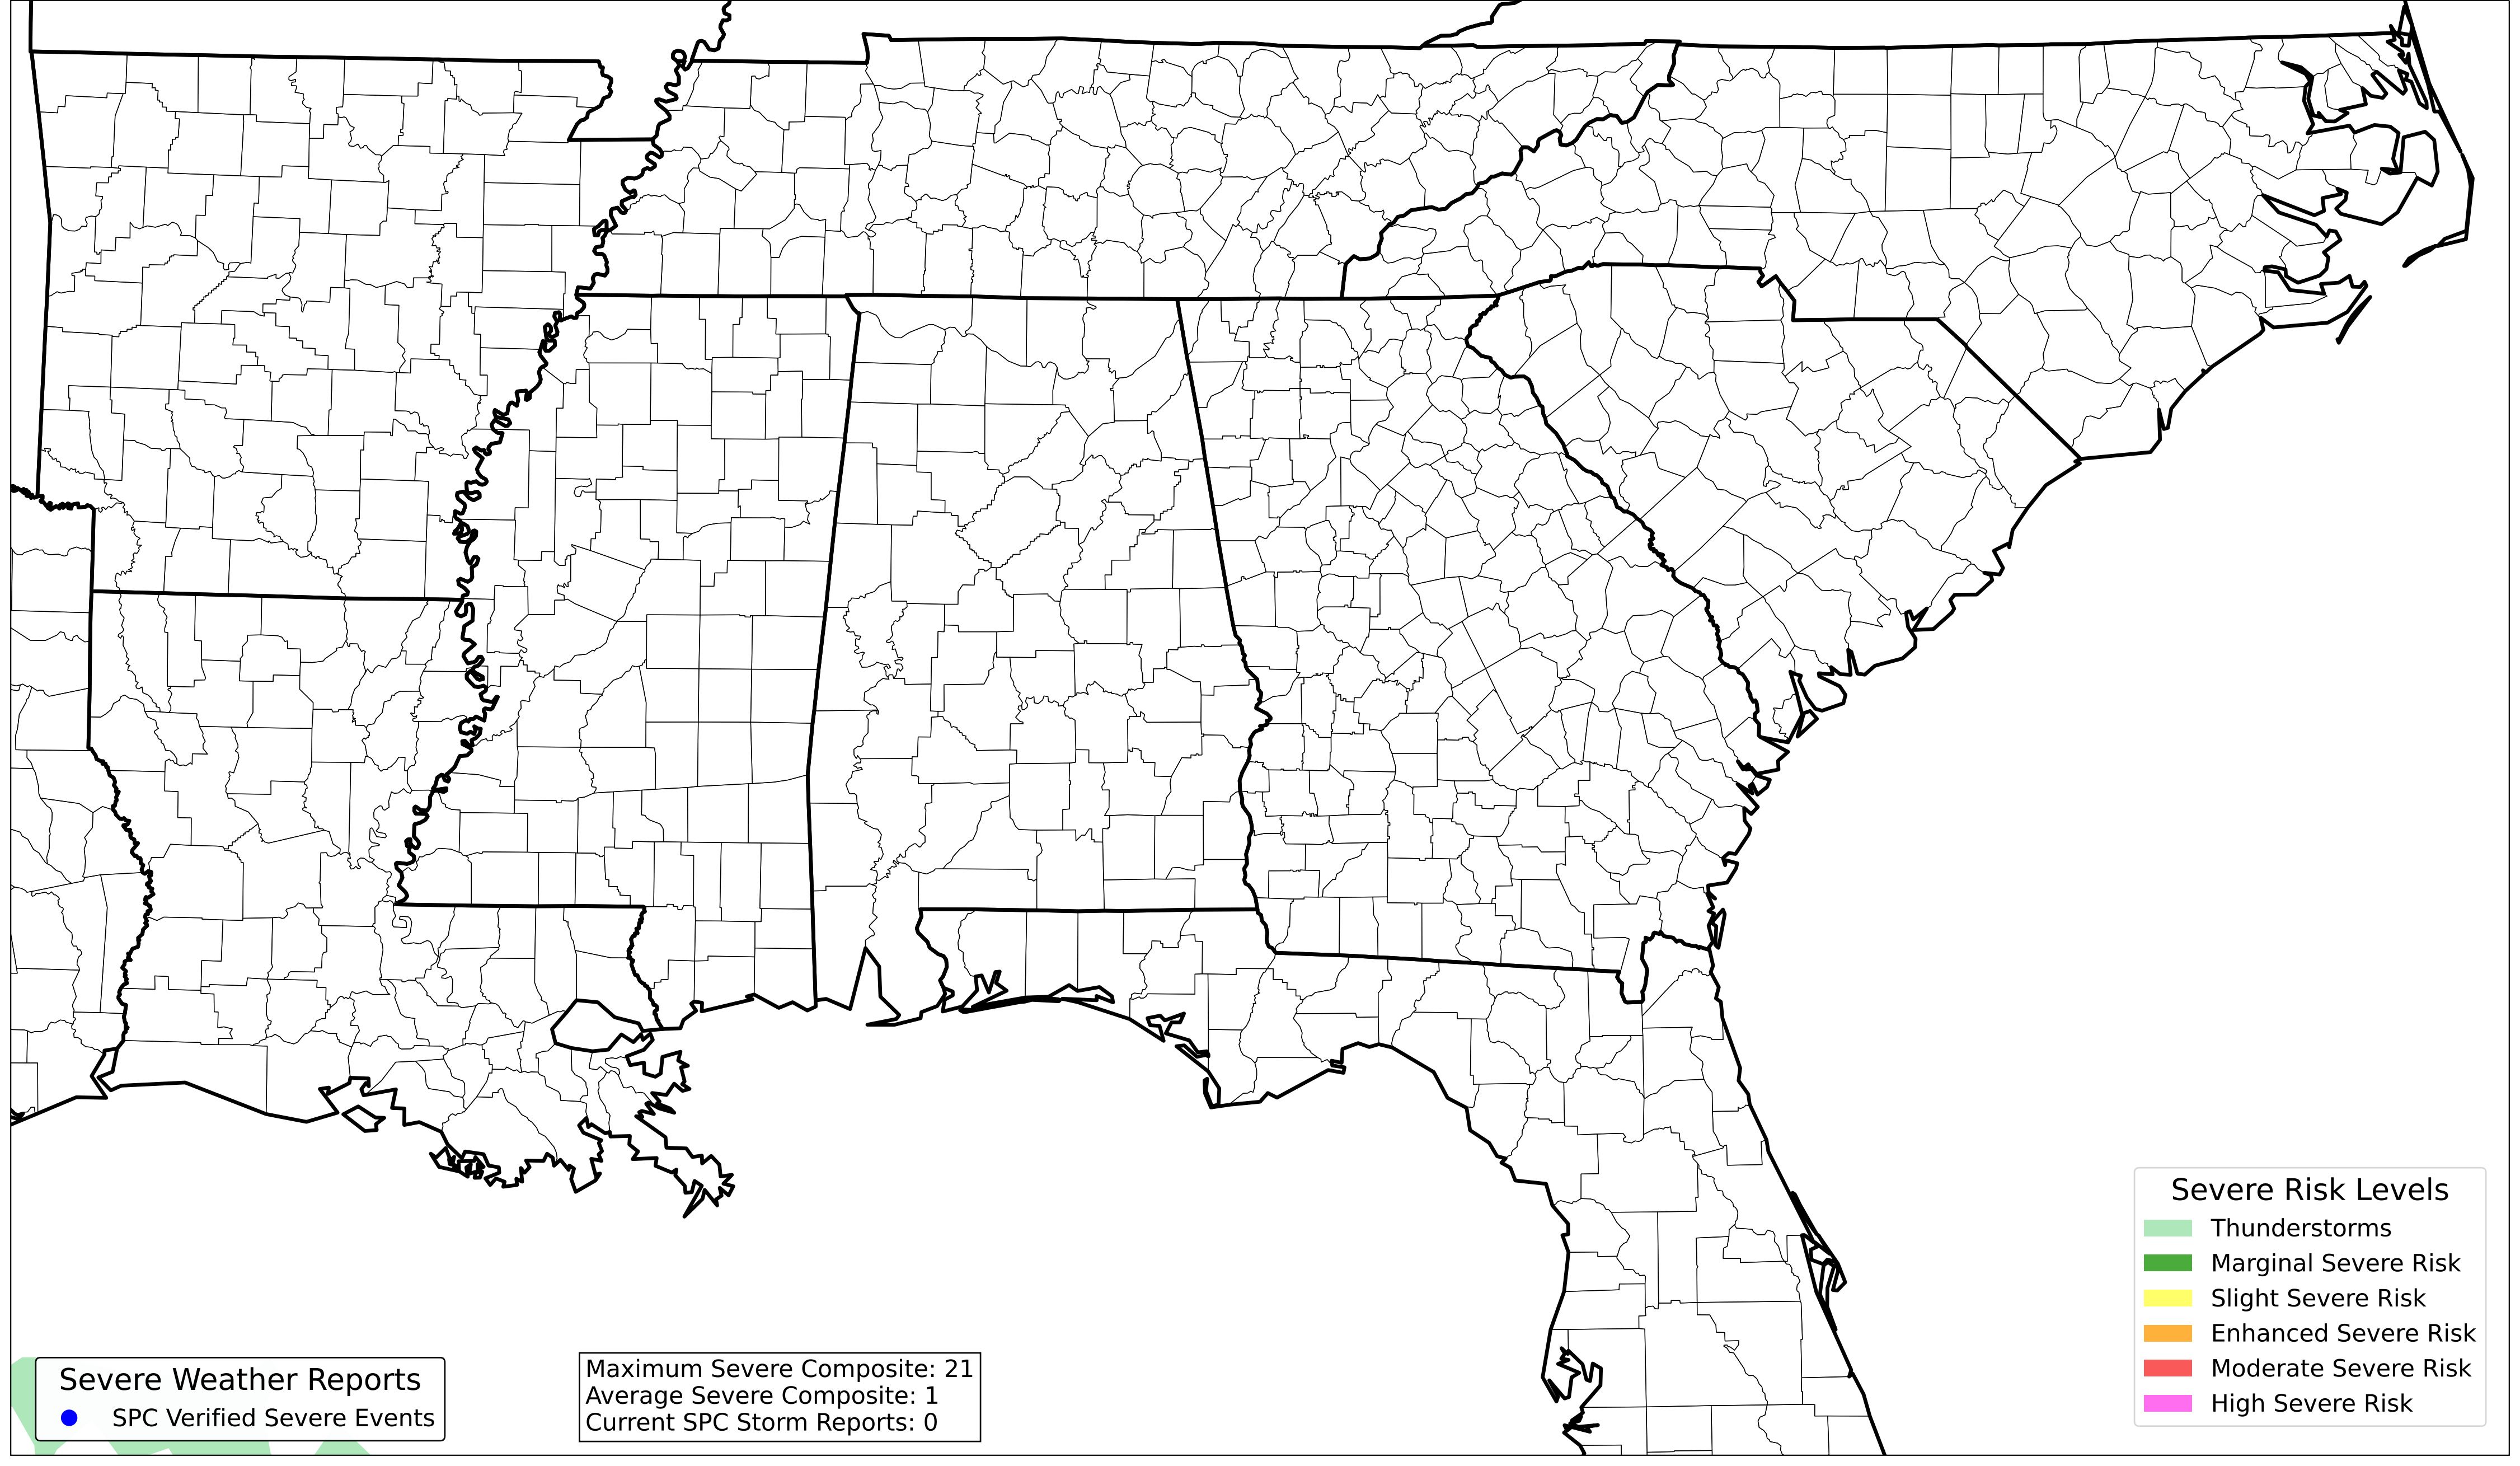 Severe Weather Reports
SPC Verified Severe Events
Maximum Severe Composite: 21
Average Severe Composite: 1
Current SPC Storm Reports: 0
Severe Risk Levels
Thunderstorms
Marginal Severe Risk
Slight Severe Risk
Enhanced Severe Risk
Moderate Severe Risk
High Severe Risk